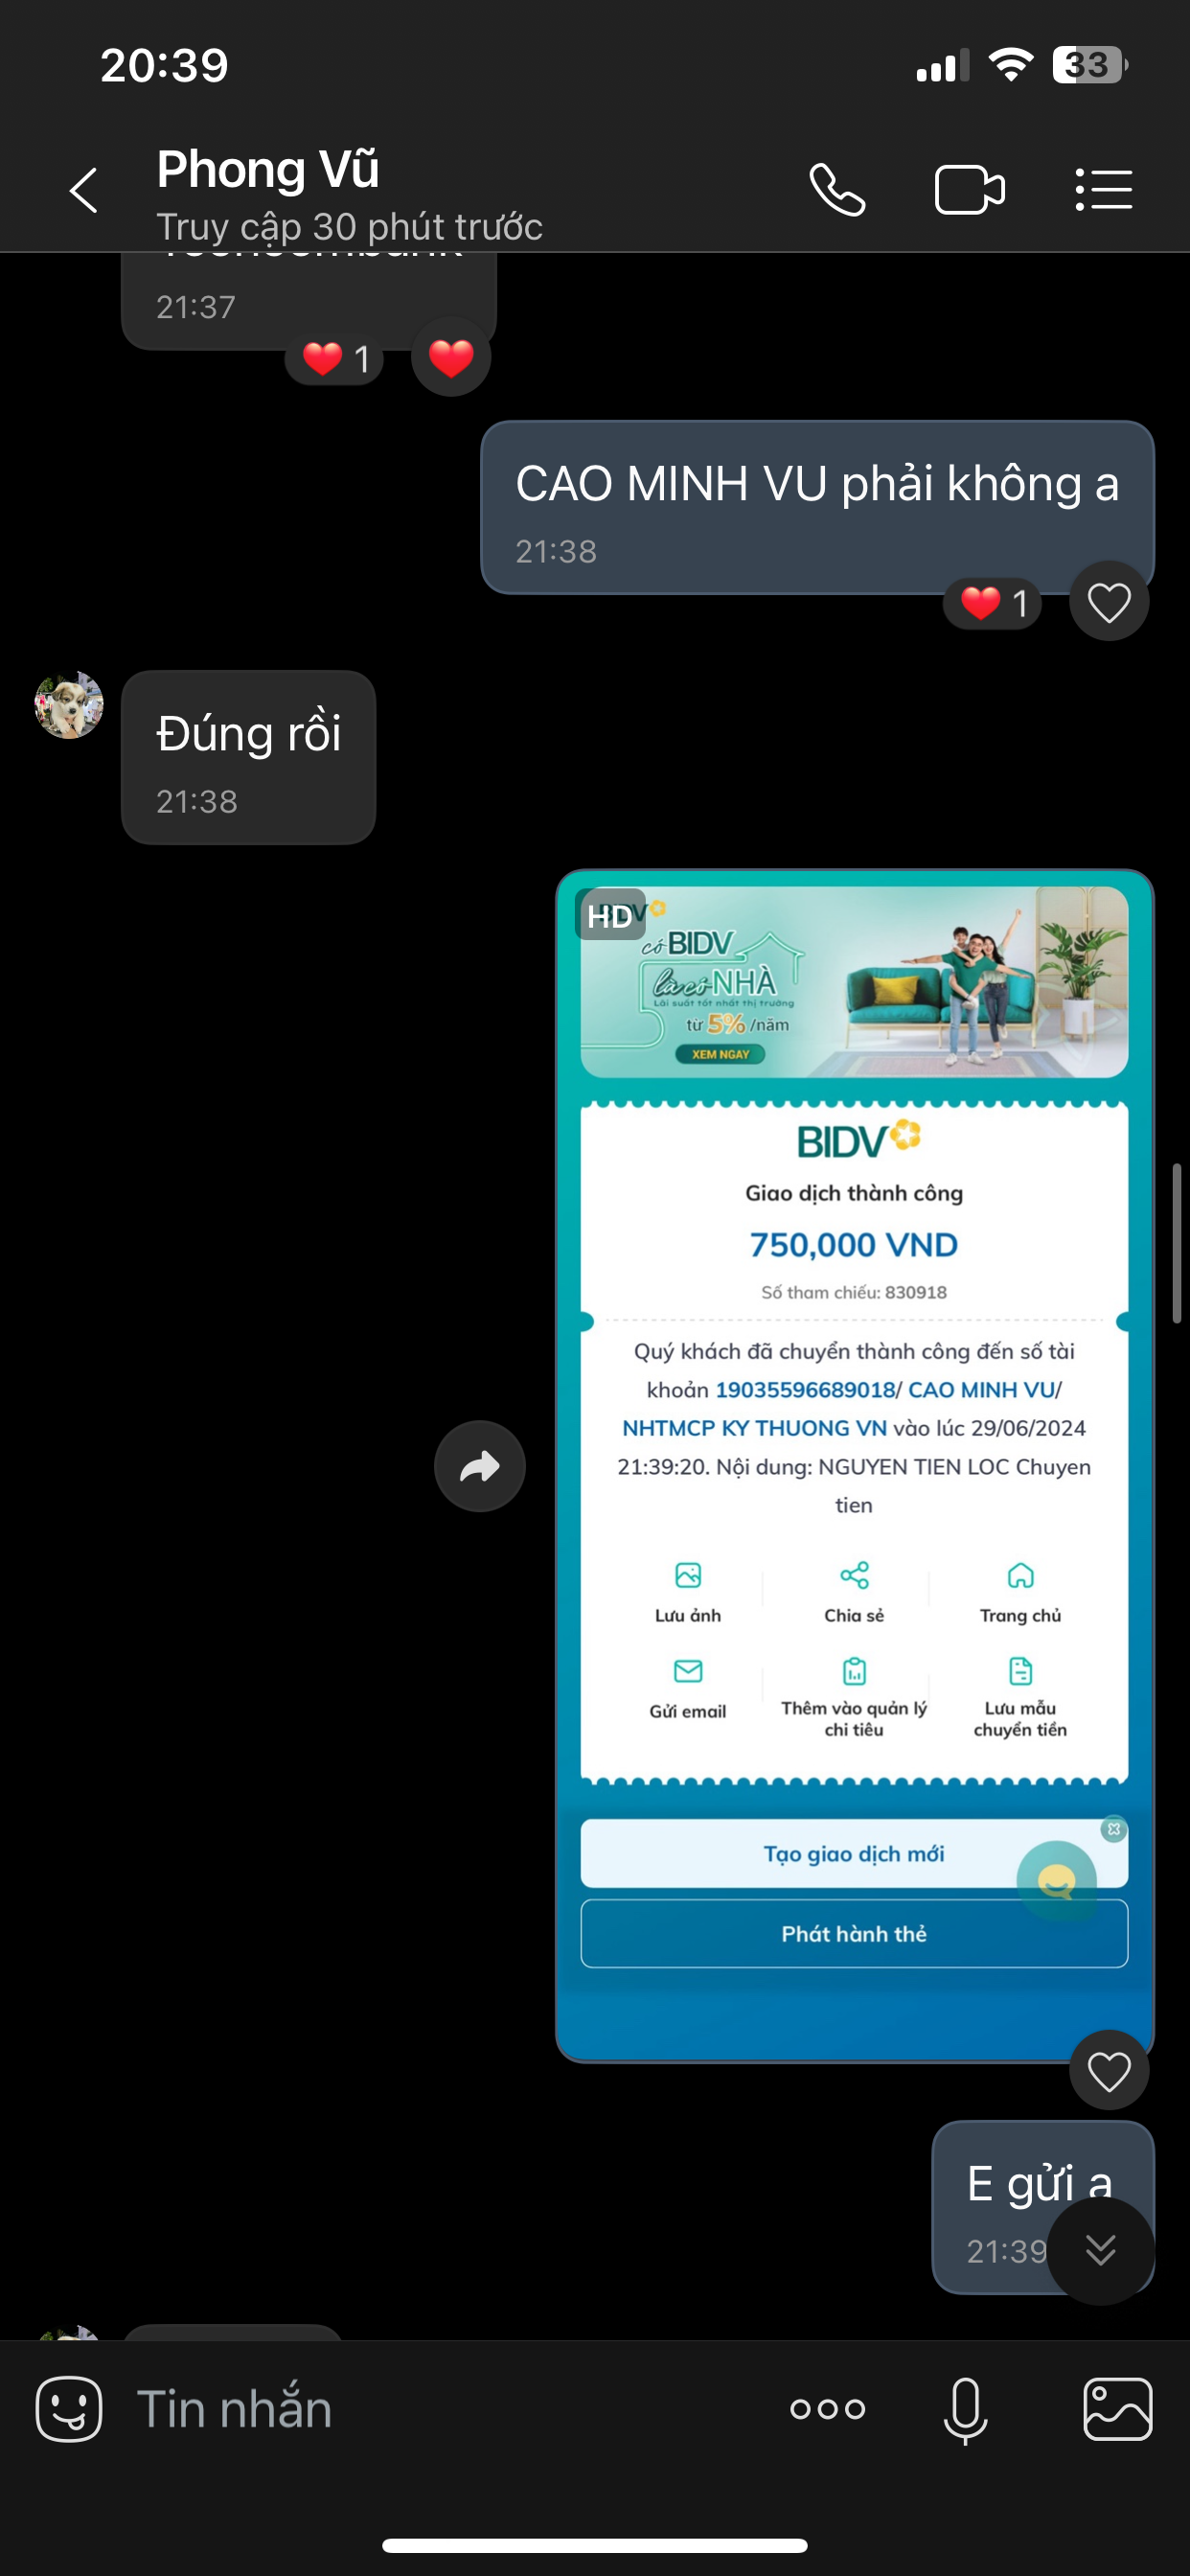 20:39
33
Phong Vũ
Truy cập 30 phút trước
21:37
1
CAO MINH VU phải không a
21:38
1
Đúng rồi
21:38
HD
có BIDV
là có NHÀ
Lãi suất tốt nhất thị trường
từ 5% /năm
XEM NGAY
BIDV
Giao dịch thành công
750,000 VND
Số tham chiếu: 830918
Quý khách đã chuyển thành công đến số tài
khoản 19035596689018/ CAO MINH VU/
NHTMCP KY THUONG VN vào lúc 29/06/2024
21:39:20. Nội dung: NGUYEN TIEN LOC Chuyen
tien
Lưu ảnh
Chia sẻ
Trang chủ
Gửi email
Thêm vào quản lý
chi tiêu
Lưu mẫu
chuyển tiền
Tạo giao dịch mới
Phát hành thẻ
E gửi a
21:39
Tin nhắn